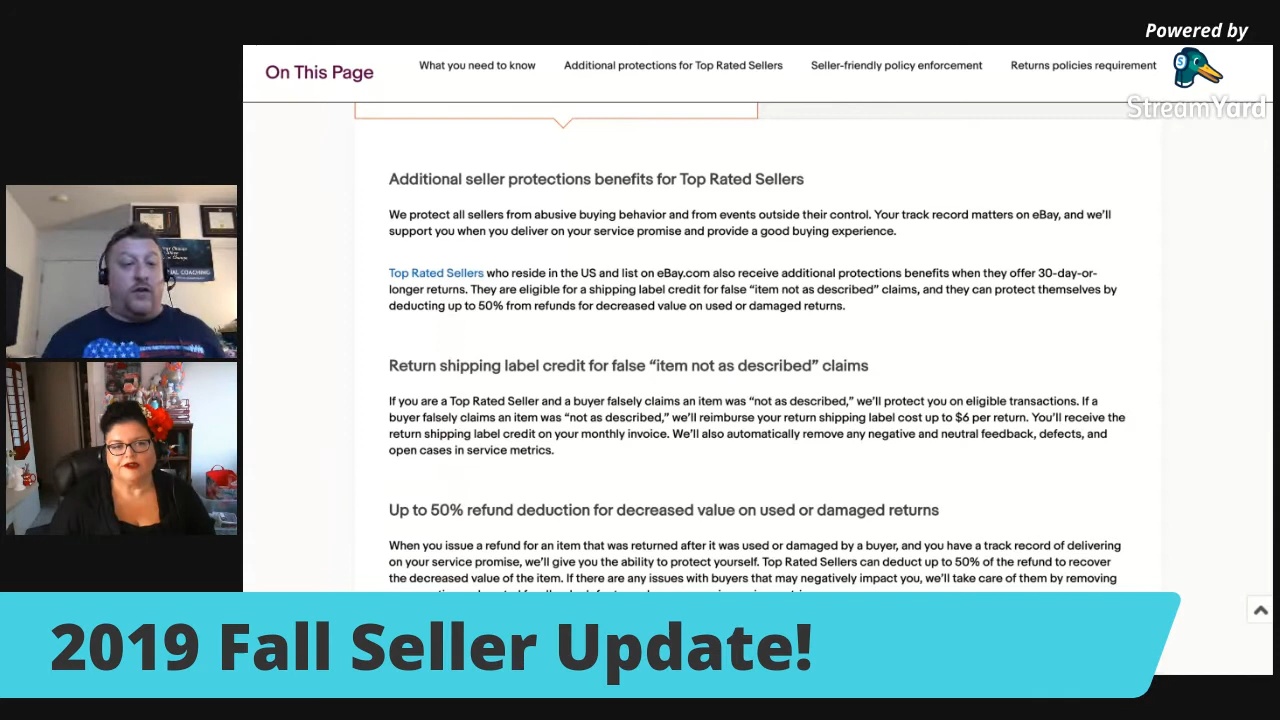 Powered by
StreamYard
On This Page
What you need to know
Additional protections for Top Rated Sellers
Seller-friendly policy enforcement
Returns policies requirement
Additional seller protections benefits for Top Rated Sellers
We protect all sellers from abusive buying behavior and from events outside their control. Your track record matters on eBay, and we’ll
support you when you deliver on your service promise and provide a good buying experience.
Top Rated Sellers who reside in the US and list on eBay.com also receive additional protections benefits when they offer 30-day-or-
longer returns. They are eligible for a shipping label credit for false “item not as described” claims, and they can protect themselves by
deducting up to 50% from refunds for decreased value on used or damaged returns.
Return shipping label credit for false “item not as described” claims
If you are a Top Rated Seller and a buyer falsely claims an item was “not as described,” we’ll protect you on eligible transactions. If a
buyer falsely claims an item was “not as described,” we’ll reimburse your return shipping label cost up to $6 per return. You’ll receive the
return shipping label credit on your monthly invoice. We’ll also automatically remove any negative and neutral feedback, defects, and
open cases in service metrics.
Up to 50% refund deduction for decreased value on used or damaged returns
When you issue a refund for an item that was returned after it was used or damaged by a buyer, and you have a track record of delivering
on your service promise, we’ll give you the ability to protect yourself. Top Rated Sellers can deduct up to 50% of the refund to recover
the decreased value of the item. If there are any issues with buyers that may negatively impact you, we’ll take care of them by removing
COACHING
2019 Fall Seller Update!